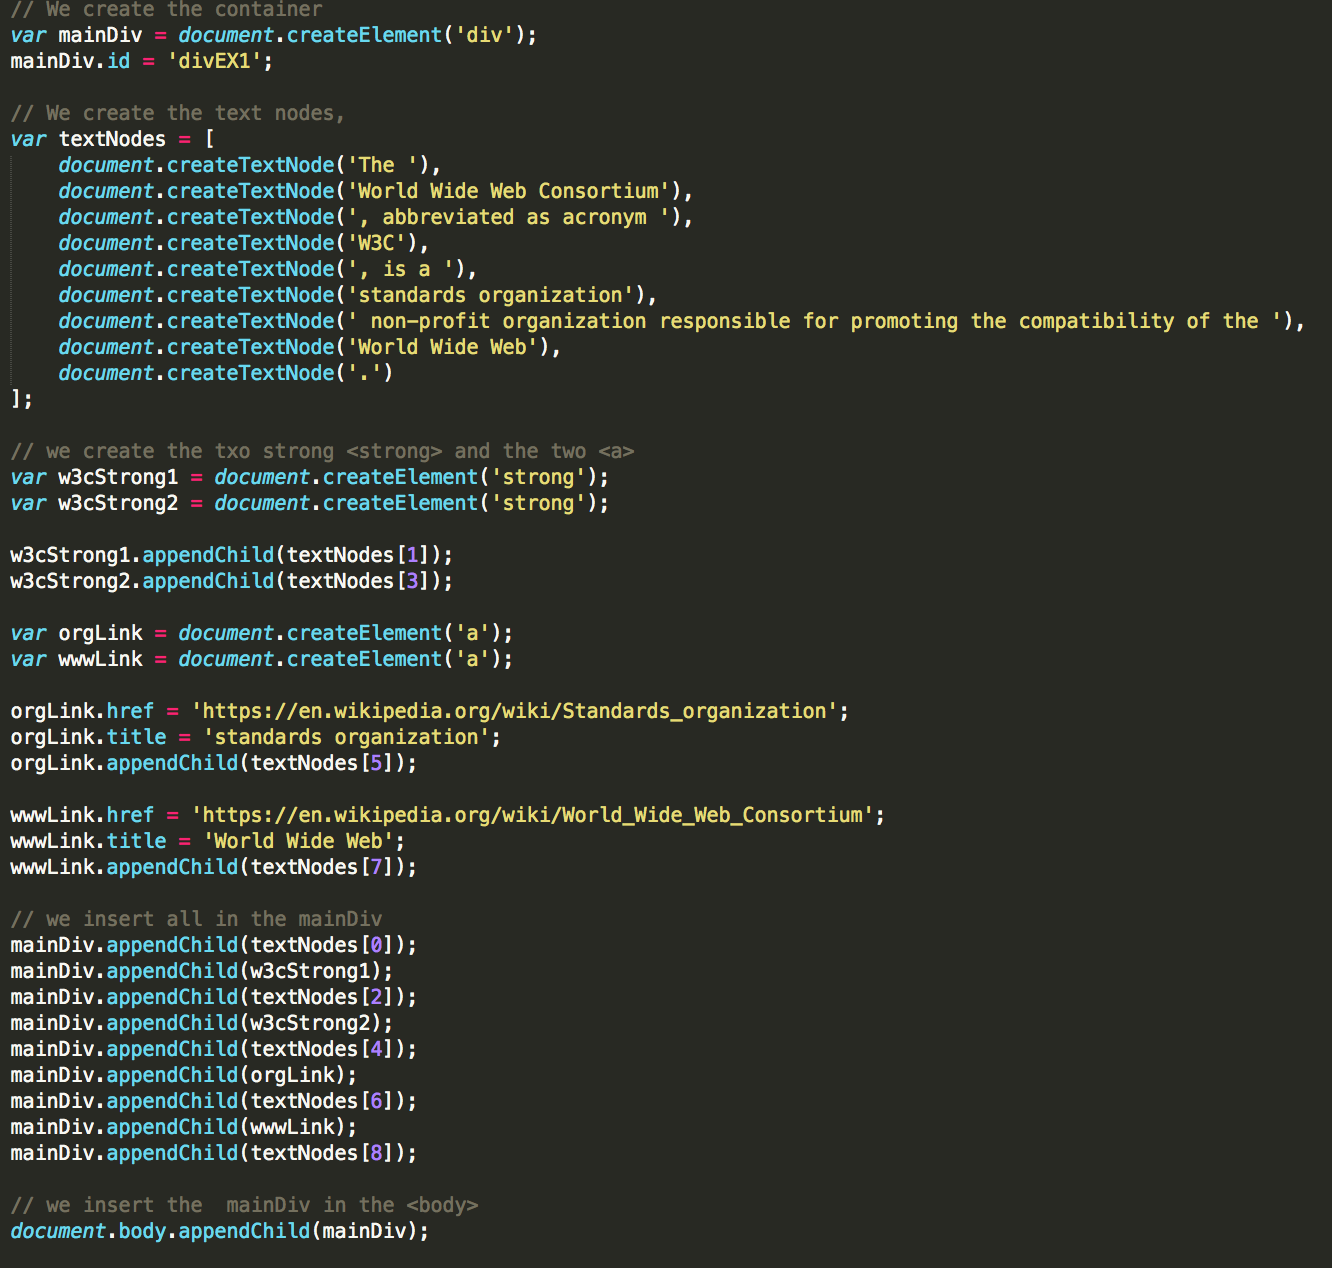 // We create the container
var mainDiv = document.createElement('div');
mainDiv.id = 'divEX1';

// We create the text nodes,
var textNodes = [
    document.createTextNode('The '),
    document.createTextNode('World Wide Web Consortium'),
    document.createTextNode(', abbreviated as acronym '),
    document.createTextNode('W3C'),
    document.createTextNode(', is a '),
    document.createTextNode('standards organization'),
    document.createTextNode(' non-profit organization responsible for promoting the compatibility of the '),
    document.createTextNode('World Wide Web'),
    document.createTextNode('.')
];

// we create the txo strong <strong> and the two <a>
var w3cStrong1 = document.createElement('strong');
var w3cStrong2 = document.createElement('strong');

w3cStrong1.appendChild(textNodes[1]);
w3cStrong2.appendChild(textNodes[3]);

var orgLink = document.createElement('a');
var wwwLink = document.createElement('a');

orgLink.href = 'https://en.wikipedia.org/wiki/Standards_organization';
orgLink.title = 'standards organization';
orgLink.appendChild(textNodes[5]);

wwwLink.href = 'https://en.wikipedia.org/wiki/World_Wide_Web_Consortium';
wwwLink.title = 'World Wide Web';
wwwLink.appendChild(textNodes[7]);

// we insert all in the mainDiv
mainDiv.appendChild(textNodes[0]);
mainDiv.appendChild(w3cStrong1);
mainDiv.appendChild(textNodes[2]);
mainDiv.appendChild(w3cStrong2);
mainDiv.appendChild(textNodes[4]);
mainDiv.appendChild(orgLink);
mainDiv.appendChild(textNodes[6]);
mainDiv.appendChild(wwwLink);
mainDiv.appendChild(textNodes[8]);

// we insert the  mainDiv in the <body>
document.body.appendChild(mainDiv);